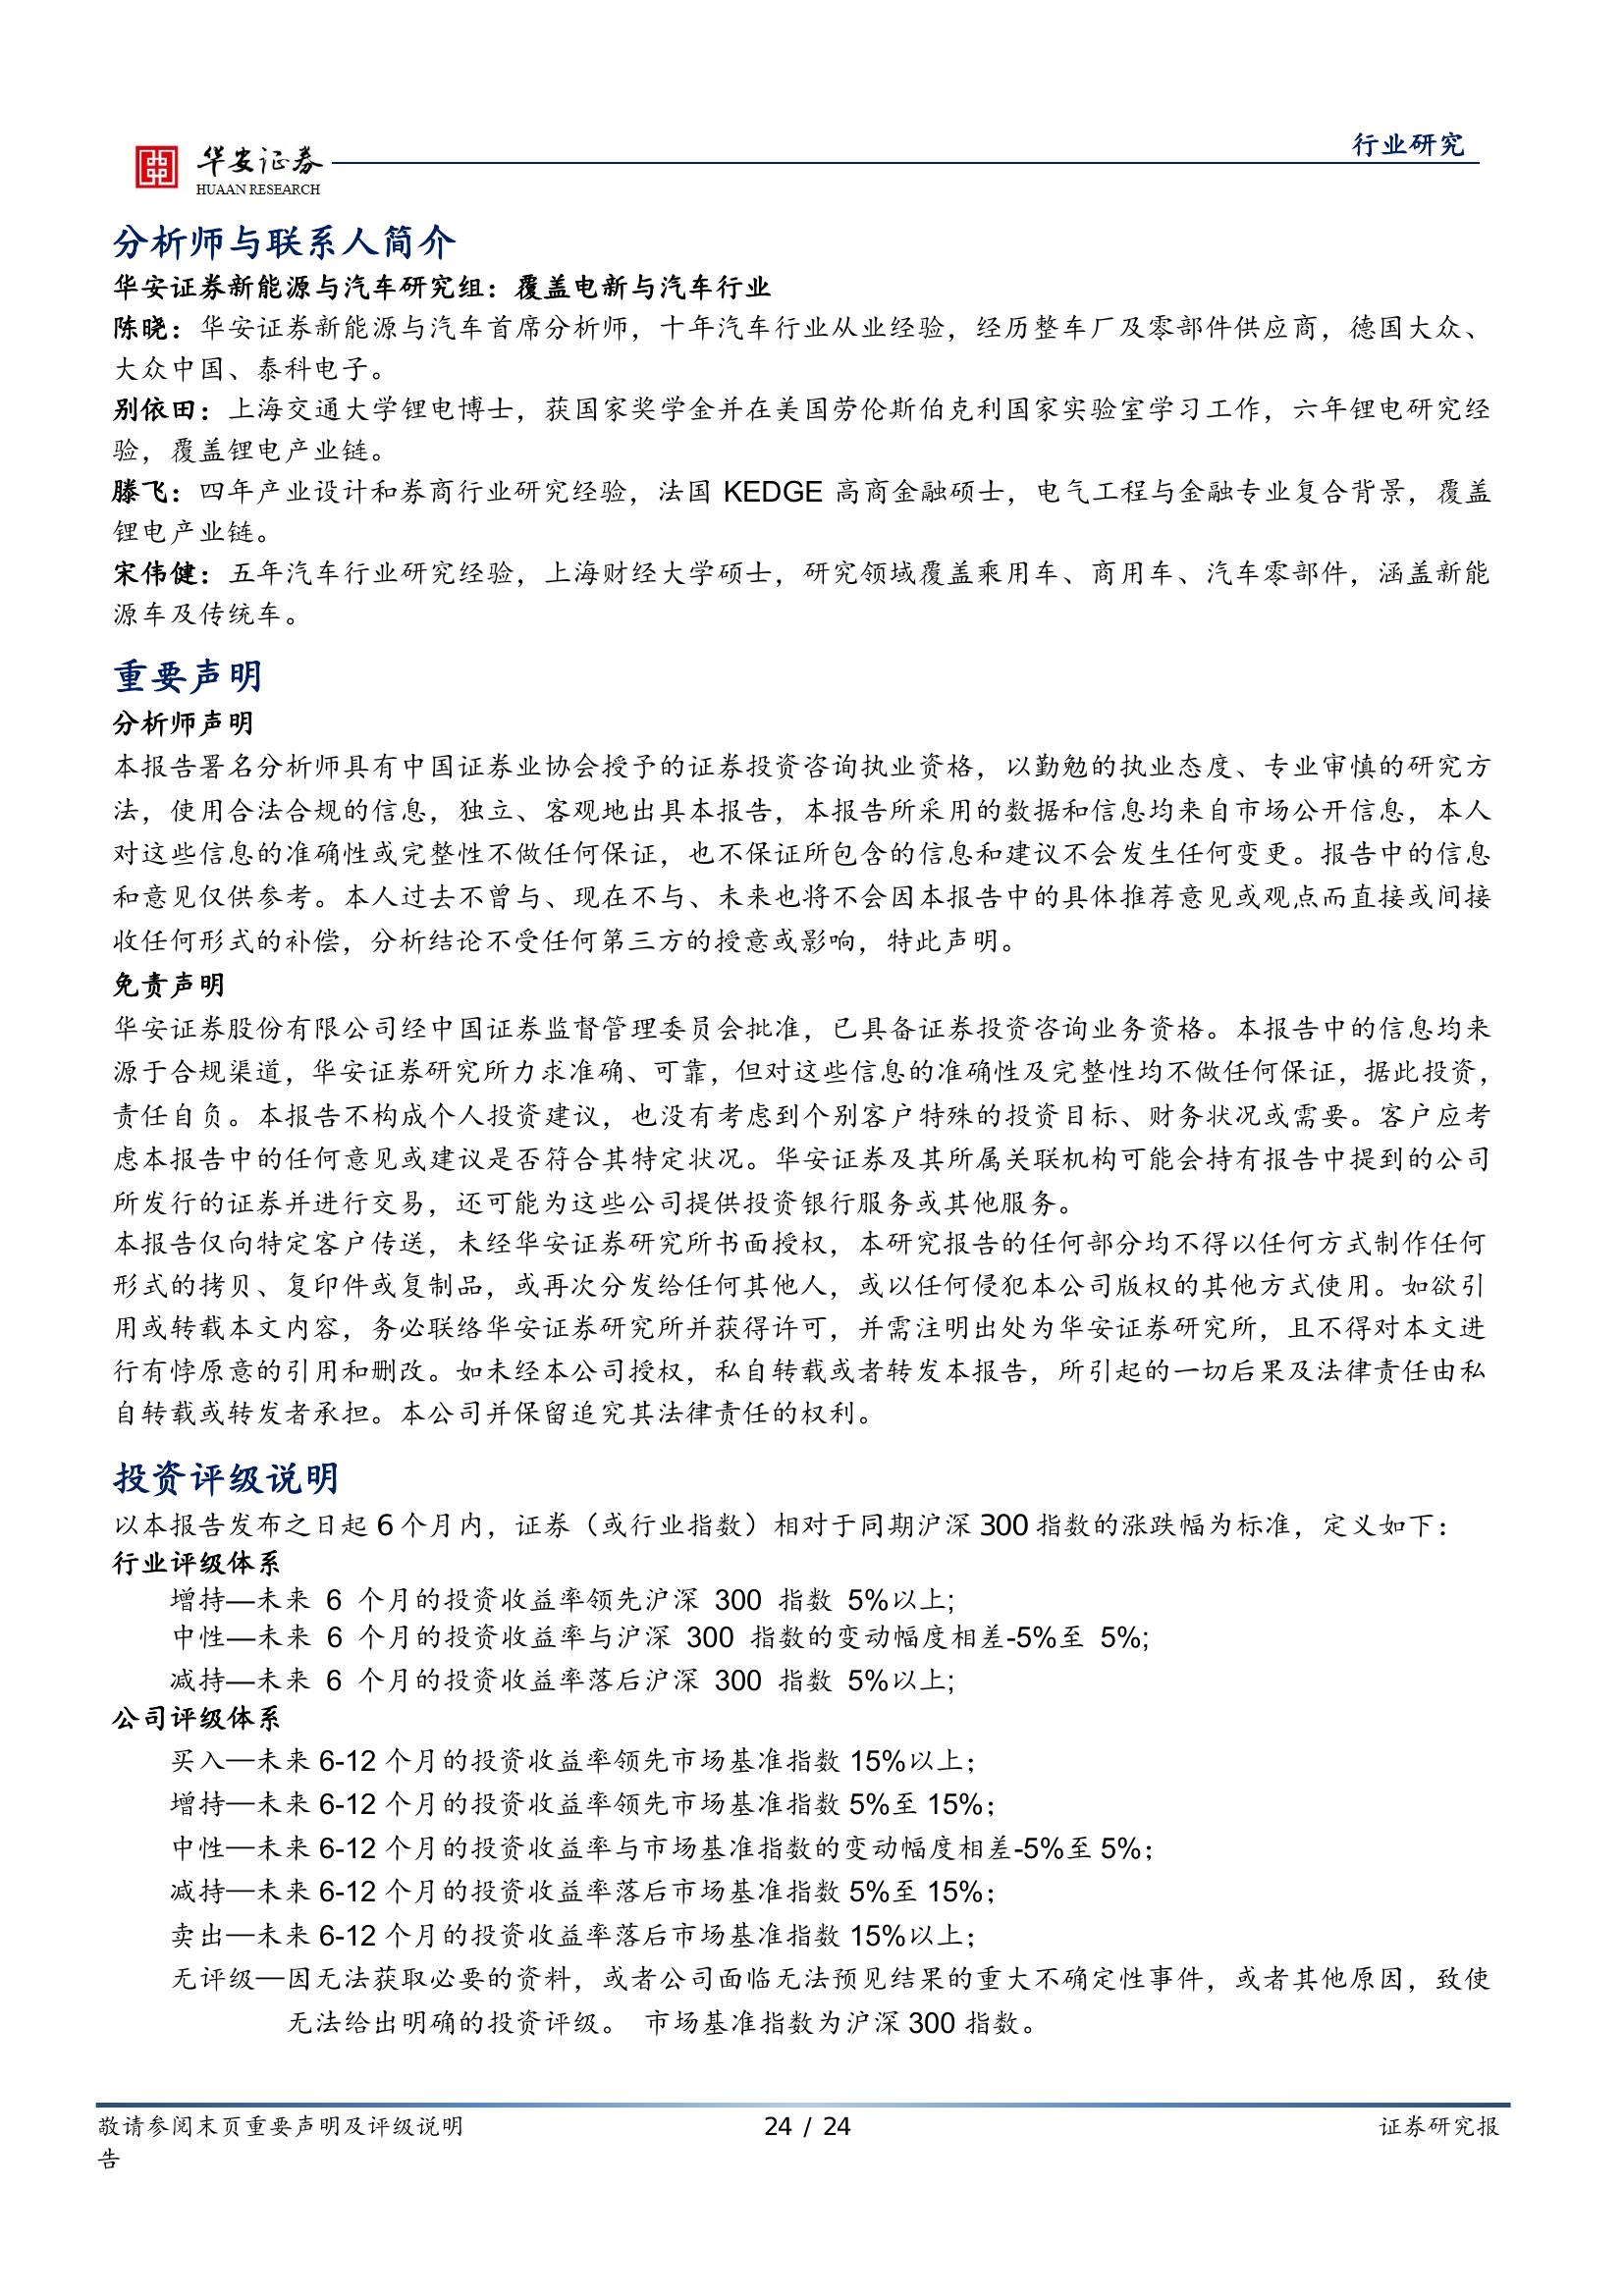 华安证券
HUAAN RESEARCH
行业研究
分析师与联系人简介
华安证券新能源与汽车研究组：覆盖电新与汽车行业
陈晓：华安证券新能源与汽车首席分析师，十年汽车行业从业经验，经历整车厂及零部件供应商，德国大众、
大众中国、泰科电子。
别依田：上海交通大学锂电博士，获国家奖学金并在美国劳伦斯伯克利国家实验室学习工作，六年锂电研究经
验，覆盖锂电产业链。
滕飞：四年产业设计和券商行业研究经验，法国 KEDGE 高商金融硕士，电气工程与金融专业复合背景，覆盖
锂电产业链。
宋伟健：五年汽车行业研究经验，上海财经大学硕士，研究领域覆盖乘用车、商用车、汽车零部件，涵盖新能
源车及传统车。
重要声明
分析师声明
本报告署名分析师具有中国证券业协会授予的证券投资咨询执业资格，以勤勉的执业态度、专业审慎的研究方
法，使用合法合规的信息，独立、客观地出具本报告，本报告所采用的数据和信息均来自市场公开信息，本人
对这些信息的准确性或完整性不做任何保证，也不保证所包含的信息和建议不会发生任何变更。报告中的信息
和意见仅供参考。本人过去不曾与、现在不与、未来也将不会因本报告中的具体推荐意见或观点而直接或间接
收任何形式的补偿，分析结论不受任何第三方的授意或影响，特此声明。
免责声明
华安证券股份有限公司经中国证券监督管理委员会批准，已具备证券投资咨询业务资格。本报告中的信息均来
源于合规渠道，华安证券研究所力求准确、可靠，但对这些信息的准确性及完整性均不做任何保证，据此投资，
责任自负。本报告不构成个人投资建议，也没有考虑到个别客户特殊的投资目标、财务状况或需要。客户应考
虑本报告中的任何意见或建议是否符合其特定状况。华安证券及其所属关联机构可能会持有报告中提到的公司
所发行的证券并进行交易，还可能为这些公司提供投资银行服务或其他服务。
本报告仅向特定客户传送，未经华安证券研究所书面授权，本研究报告的任何部分均不得以任何方式制作任何
形式的拷贝、复印件或复制品，或再次分发给任何其他人，或以任何侵犯本公司版权的其他方式使用。如欲引
用或转载本文内容，务必联络华安证券研究所并获得许可，并需注明出处为华安证券研究所，且不得对本文进
行有悖原意的引用和删改。如未经本公司授权，私自转载或者转发本报告，所引起的一切后果及法律责任由私
自转载或转发者承担。本公司并保留追究其法律责任的权利。
投资评级说明
以本报告发布之日起 6 个月内，证券（或行业指数）相对于同期沪深 300 指数的涨跌幅为标准，定义如下：
行业评级体系
增持—未来 6 个月的投资收益率领先沪深 300 指数 5%以上;
中性—未来 6 个月的投资收益率与沪深 300 指数的变动幅度相差-5%至 5%;
减持—未来 6 个月的投资收益率落后沪深 300 指数 5%以上;
公司评级体系
买入—未来 6-12 个月的投资收益率领先市场基准指数 15%以上；
增持—未来 6-12 个月的投资收益率领先市场基准指数 5%至 15%；
中性—未来 6-12 个月的投资收益率与市场基准指数的变动幅度相差-5%至 5%；
减持—未来 6-12 个月的投资收益率落后市场基准指数 5%至 15%；
卖出—未来 6-12 个月的投资收益率落后市场基准指数 15%以上；
无评级—因无法获取必要的资料，或者公司面临无法预见结果的重大不确定性事件，或者其他原因，致使
无法给出明确的投资评级。 市场基准指数为沪深 300 指数。
敬请参阅末页重要声明及评级说明 24 / 24 证券研究报
告